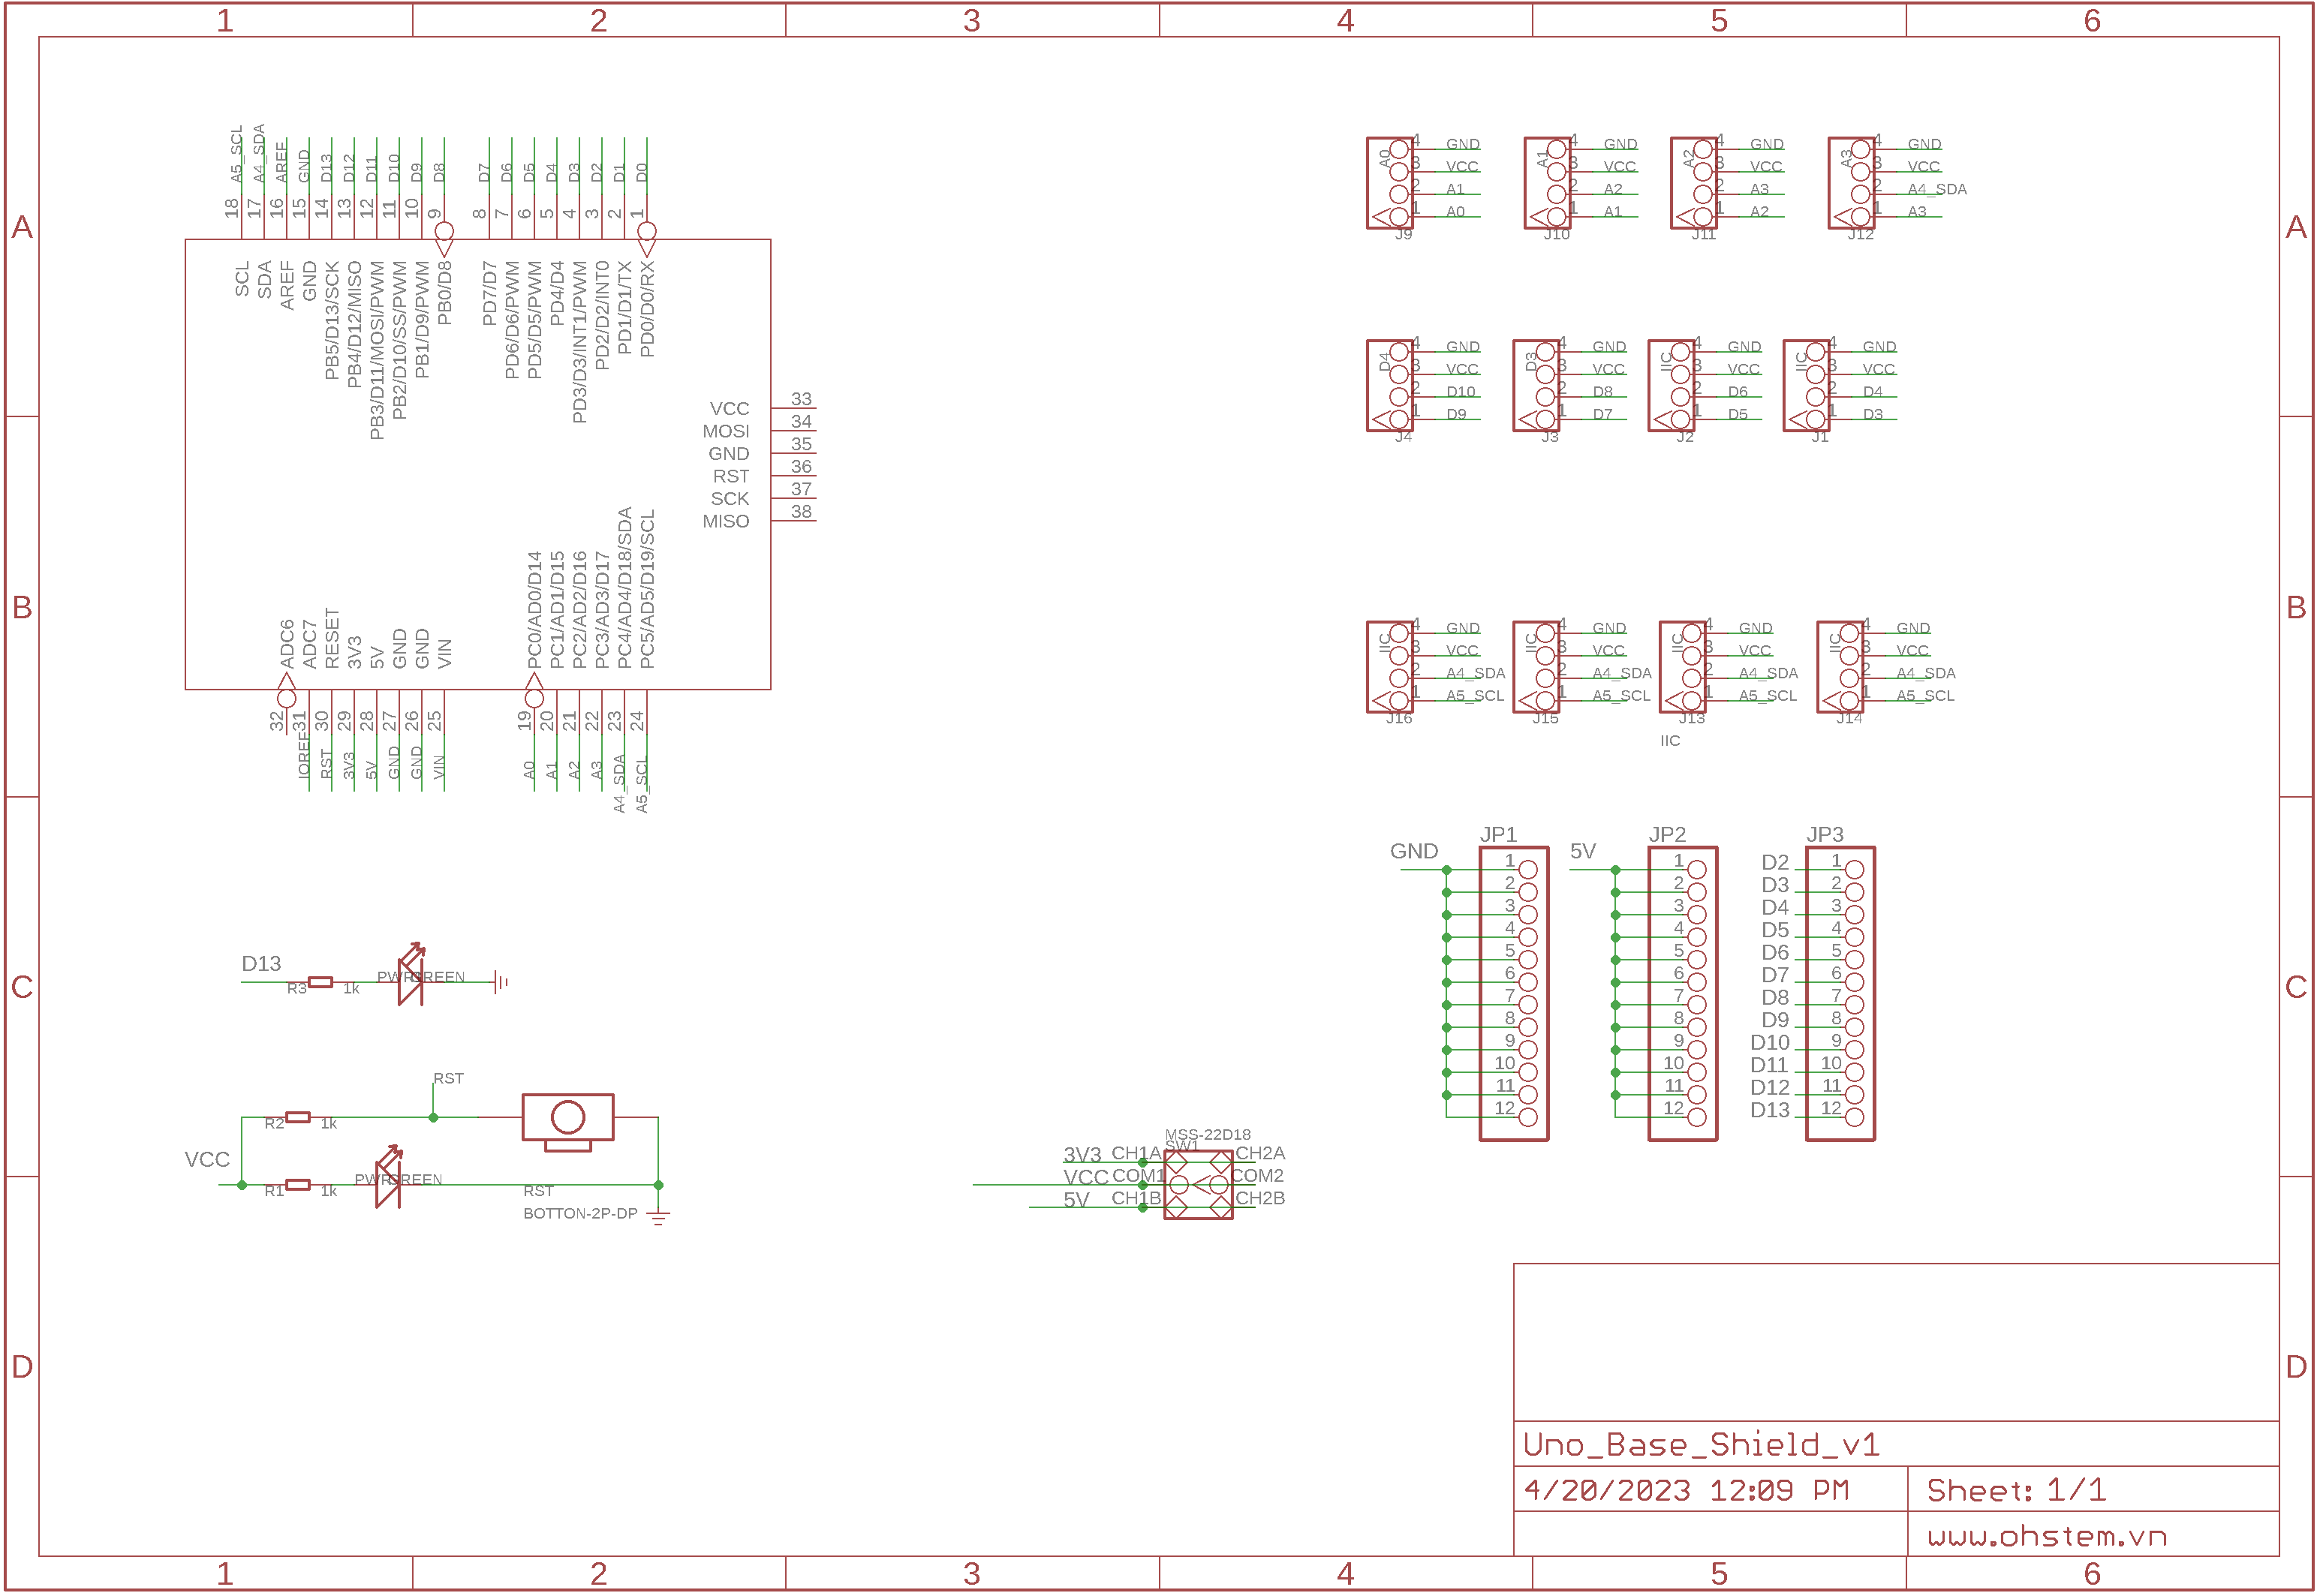 1 2 3 4 5 6
A A
B B
C C
D D
A5_SCL A4_SDA AREF GND D13 D12 D11 D10 D9 D8 D7 D6 D5 D4 D3 D2 D1 D0
18 17 16 15 14 13 12 11 10 9 8 7 6 5 4 3 2 1
SCL SDA AREF GND PB5/D13/SCK PB4/D12/MISO PB3/D11/MOSI/PWM PB2/D10/SS/PWM PB1/D9/PWM PB0/D8 PD7/D7 PD6/D6/PWM PD5/D5/PWM PD4/D4 PD3/D3/INT1/PWM PD2/D2/INT0 PD1/D1/TX PD0/D0/RX
VCC 33
MOSI 34
GND 35
RST 36
SCK 37
MISO 38
ADC6 ADC7 RESET 3V3 5V GND GND VIN PC0/AD0/D14 PC1/AD1/D15 PC2/AD2/D16 PC3/AD3/D17 PC4/AD4/D18/SDA PC5/AD5/D19/SCL
32 31 30 29 28 27 26 25 19 20 21 22 23 24
IOREF RST 3V3 5V GND GND VIN A0 A1 A2 A3 A4_SDA A5_SCL
A0 4 GND A1 4 GND A2 4 GND A3 4 GND
3 VCC 3 VCC 3 VCC 3 VCC
2 A1 2 A2 2 A3 2 A4_SDA
1 A0 1 A1 1 A2 1 A3
J9 J10 J11 J12
D4 4 GND D3 4 GND IIC 4 GND IIC 4 GND
3 VCC 3 VCC 3 VCC 3 VCC
2 D10 2 D8 2 D6 2 D4
1 D9 1 D7 1 D5 1 D3
J4 J3 J2 J1
IIC 4 GND IIC 4 GND IIC 4 GND IIC 4 GND
3 VCC 3 VCC 3 VCC 3 VCC
2 A4_SDA 2 A4_SDA 2 A4_SDA 2 A4_SDA
1 A5_SCL 1 A5_SCL 1 A5_SCL 1 A5_SCL
J16 J15 J13 J14
IIC
JP1 JP2 JP3
GND 5V
1 1 D2 1
2 2 D3 2
3 3 D4 3
4 4 D5 4
5 5 D6 5
6 6 D7 6
7 7 D8 7
8 8 D9 8
9 9 D10 9
10 10 D11 10
11 11 D12 11
12 12 D13 12
D13
R3 1k PWR GREEN
RST
R2 1k
VCC
R1 1k PWR GREEN
RST
BOTTON-2P-DP
MSS-22D18
SW1
3V3 CH1A CH2A
VCC COM1 COM2
5V CH1B CH2B
Uno_Base_Shield_v1
4/20/2023 12:09 PM
Sheet: 1/1
www.ohstem.vn
1 2 3 4 5 6